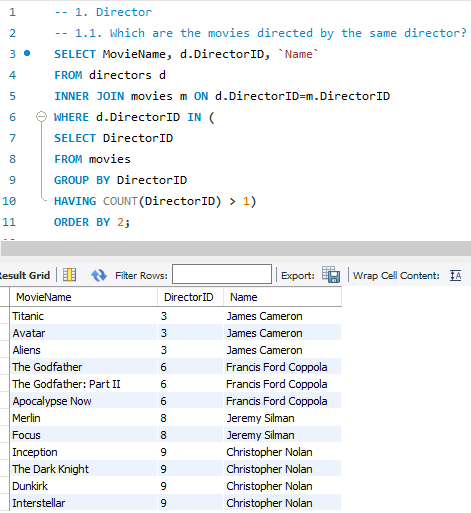 1 -- 1. Director
2 -- 1.1. Which are the movies directed by the same director?
3 SELECT MovieName, d.DirectorID, `Name`
4 FROM directors d
5 INNER JOIN movies m ON d.DirectorID=m.DirectorID
6 WHERE d.DirectorID IN (
7 SELECT DirectorID
8 FROM movies
9 GROUP BY DirectorID
10 HAVING COUNT(DirectorID) > 1)
11 ORDER BY 2;
Result Grid Filter Rows: Export: Wrap Cell Content: IA
MovieName DirectorID Name
Titanic 3 James Cameron
Avatar 3 James Cameron
Aliens 3 James Cameron
The Godfather 6 Francis Ford Coppola
The Godfather: Part II 6 Francis Ford Coppola
Apocalypse Now 6 Francis Ford Coppola
Merlin 8 Jeremy Silman
Focus 8 Jeremy Silman
Inception 9 Christopher Nolan
The Dark Knight 9 Christopher Nolan
Dunkirk 9 Christopher Nolan
Interstellar 9 Christopher Nolan